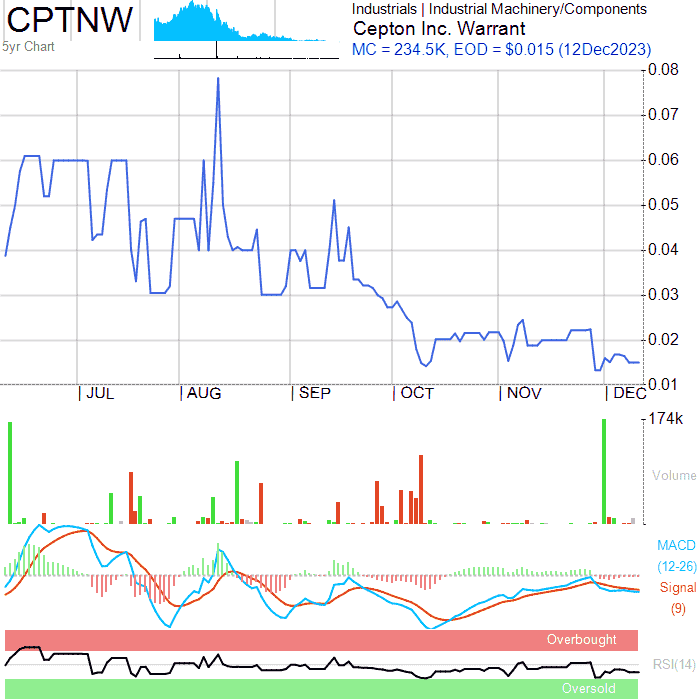 CPTNW
5yr Chart
Industrials | Industrial Machinery/Components
Cepton Inc. Warrant
MC = 234.5K, EOD = $0.015 (12Dec2023)
0.08
0.07
0.06
0.05
0.04
0.03
0.02
0.01
| JUL | AUG | SEP | OCT | NOV | DEC
174k
Volume
MACD
(12-26)
Signal
(9)
Overbought
RSI(14)
Oversold